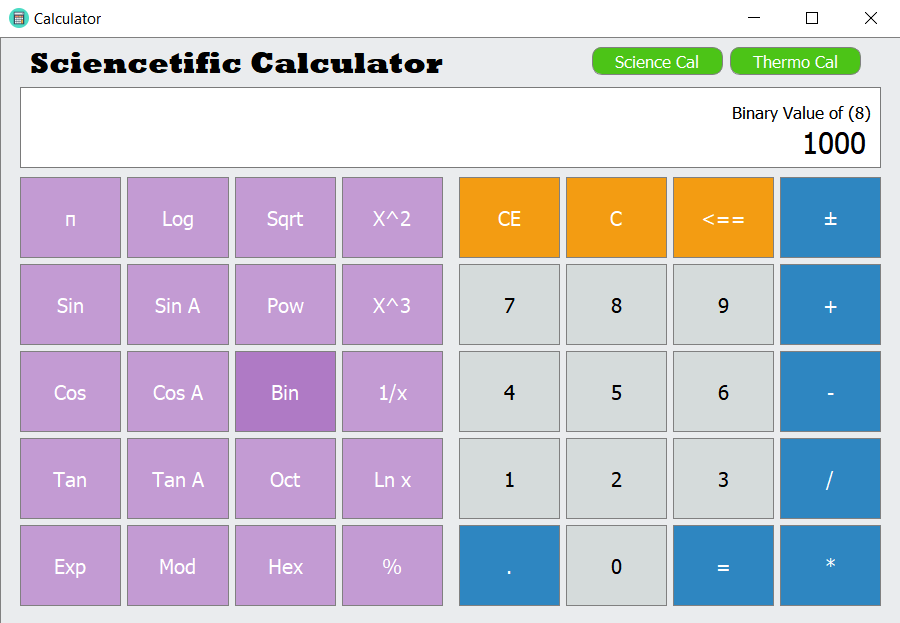 Calculator
Sciencetific Calculator Science Cal Thermo Cal
Binary Value of (8)
1000
π Log Sqrt X^2 CE C <== ±
Sin Sin A Pow X^3 7 8 9 +
Cos Cos A Bin 1/x 4 5 6 -
Tan Tan A Oct Ln x 1 2 3 /
Exp Mod Hex % . 0 = *